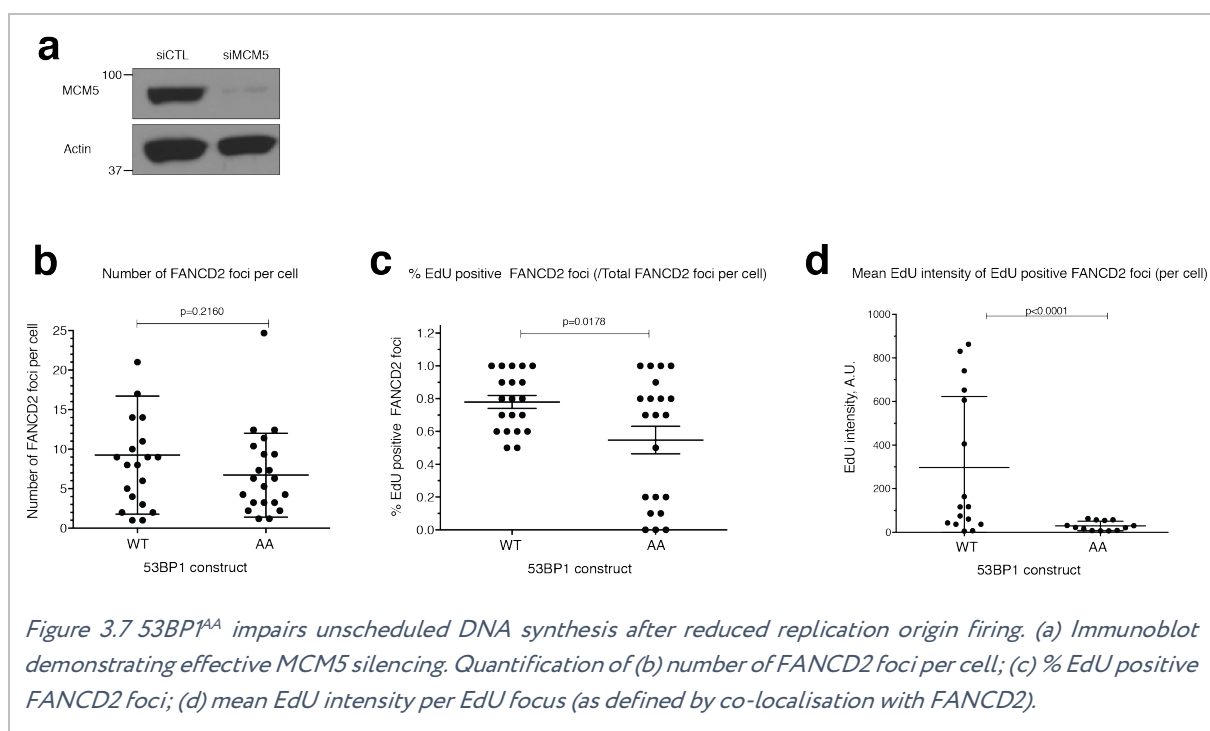 a
siCTL siMCM5
100
MCM5
Actin
37
b
Number of FANCD2 foci per cell
p=0.2160
Number of FANCD2 foci per cell
25
20
15
10
5
0
WT AA
53BP1 construct
c
% EdU positive FANCD2 foci (/Total FANCD2 foci per cell)
p=0.0178
% EdU positive FANCD2 foci
1.2
1.0
0.8
0.6
0.4
0.2
0.0
WT AA
53BP1 construct
d
Mean EdU intensity of EdU positive FANCD2 foci (per cell)
p<0.0001
EdU intensity, A.U.
1000
800
600
400
200
0
WT AA
53BP1 construct
Figure 3.7 53BP1ᴬᴬ impairs unscheduled DNA synthesis after reduced replication origin firing. (a) Immunoblot
demonstrating effective MCM5 silencing. Quantification of (b) number of FANCD2 foci per cell; (c) % EdU positive
FANCD2 foci; (d) mean EdU intensity per EdU focus (as defined by co-localisation with FANCD2).